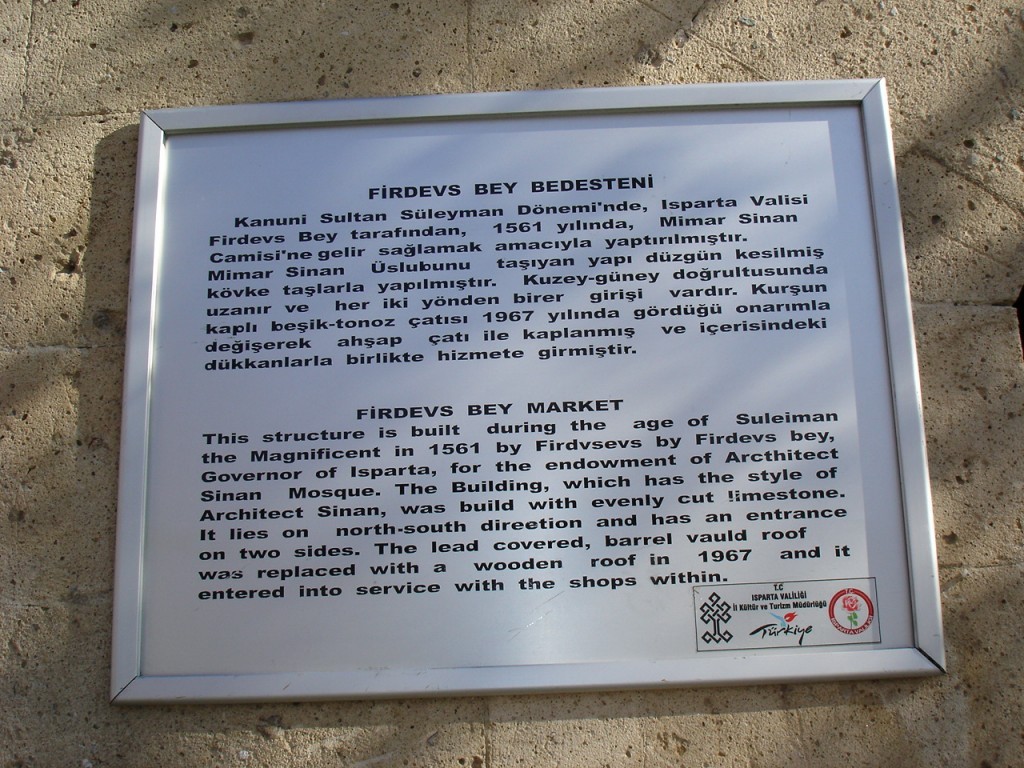 FİRDEVS BEY BEDESTENİ
Kanuni Sultan Süleyman Dönemi'nde, Isparta Valisi
Firdevs Bey tarafından, 1561 yılında, Mimar Sinan
Camisi'ne gelir sağlamak amacıyla yaptırılmıştır.
Mimar Sinan Üslubunu taşıyan yapı düzgün kesilmiş
kövke taşlarla yapılmıştır. Kuzey-güney doğrultusunda
uzanır ve her iki yönden birer girişi vardır. Kurşun
kaplı beşik-tonoz çatısı 1967 yılında gördüğü onarımla
değişerek ahşap çatı ile kaplanmış ve içerisindeki
dükkanlarla birlikte hizmete girmiştir.
FİRDEVS BEY MARKET
This structure is built during the age of Suleiman
the Magnificent in 1561 by Firdvsevs by Firdevs bey,
Governor of Isparta, for the endowment of Arcthitect
Sinan Mosque. The Building, which has the style of
Architect Sinan, was build with evenly cut limestone.
It lies on north-south direetion and has an entrance
on two sides. The lead covered, barrel vauld roof
was replaced with a wooden roof in 1967 and it
entered into service with the shops within.
T.C
ISPARTA VALİLİĞİ
İl Kültür ve Turizm Müdürlüğü
Türkiye
T.C.
ISPARTA VALİLİĞİ